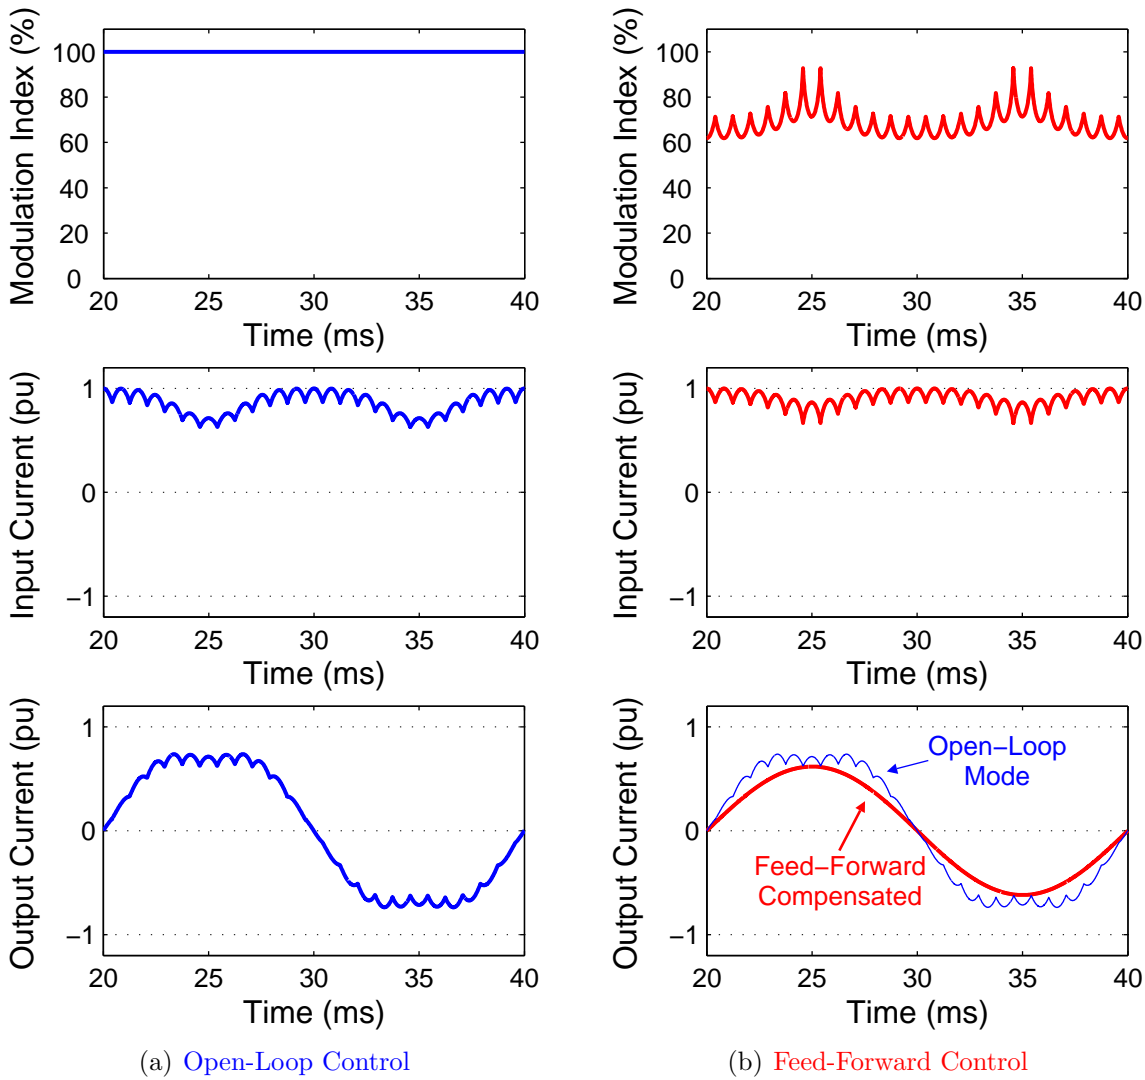 Modulation Index (%)
100
80
60
40
20
0
20 25 30 35 40
Time (ms)
Modulation Index (%)
100
80
60
40
20
0
20 25 30 35 40
Time (ms)
Input Current (pu)
1
0
−1
20 25 30 35 40
Time (ms)
Input Current (pu)
1
0
−1
20 25 30 35 40
Time (ms)
Output Current (pu)
1
0
−1
20 25 30 35 40
Time (ms)
Output Current (pu)
1
0
−1
Open−Loop
Mode
Feed−Forward
Compensated
20 25 30 35 40
Time (ms)
(a) Open-Loop Control
(b) Feed-Forward Control